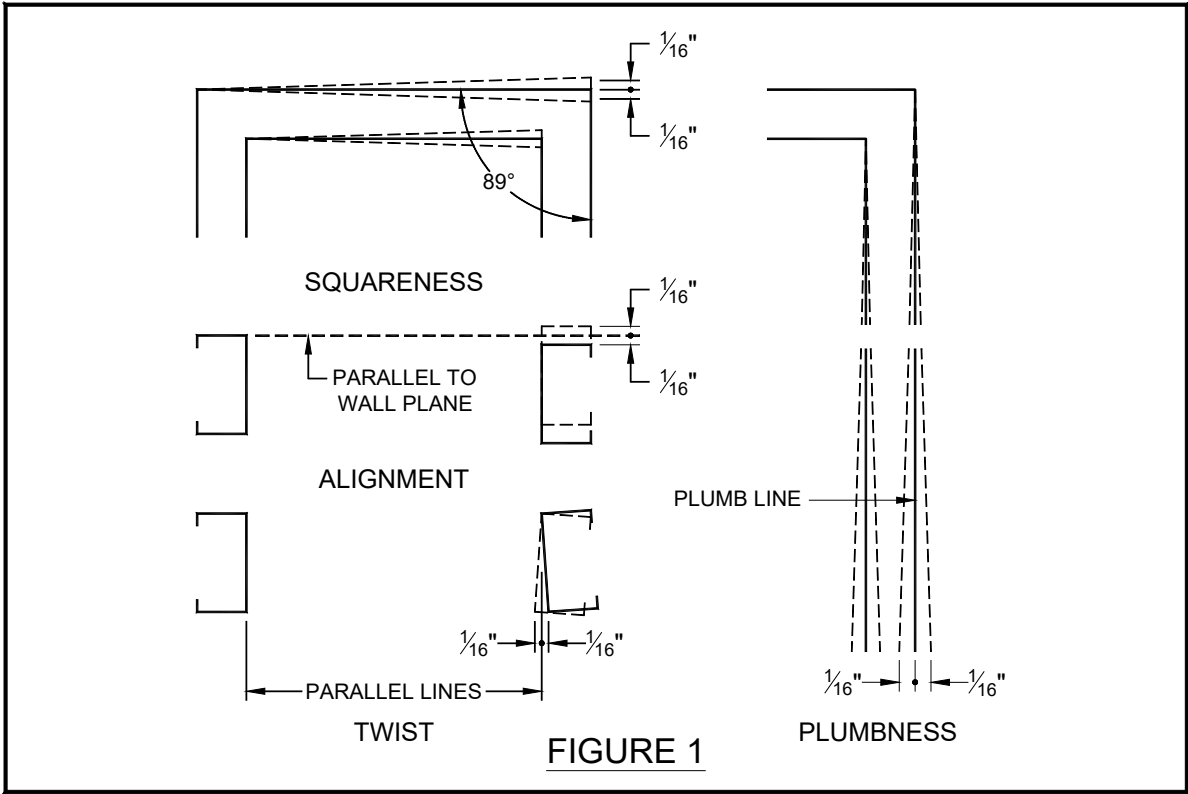 1/16"
1/16"
89°
SQUARENESS
1/16"
1/16"
PARALLEL TO
WALL PLANE
ALIGNMENT
PLUMB LINE
1/16" 1/16"
PARALLEL LINES
TWIST
1/16" 1/16"
PLUMBNESS
FIGURE 1